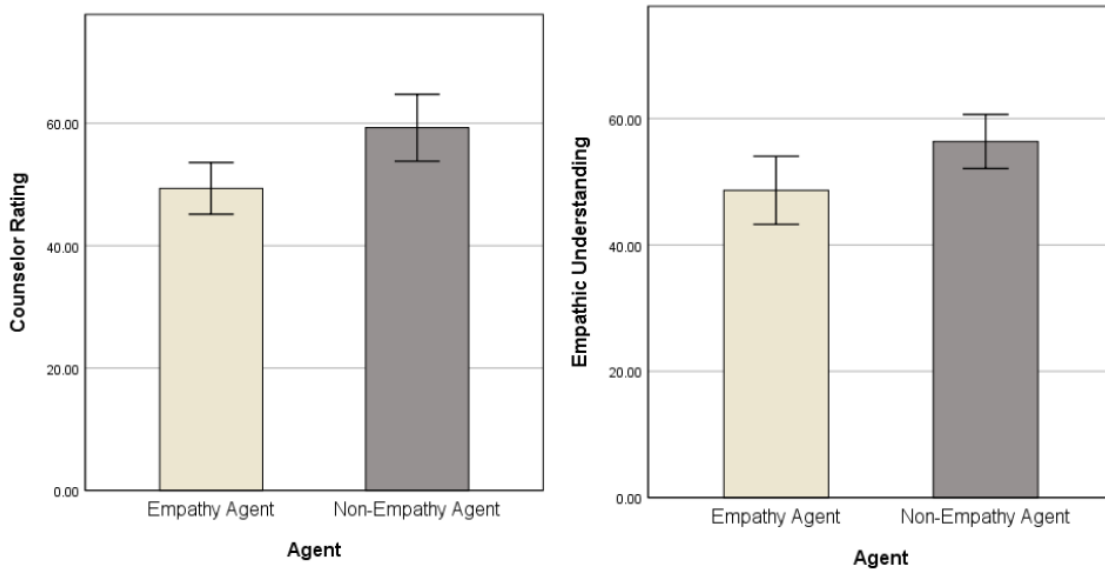 Counselor Rating
60.00
40.00
20.00
0.00
Empathy Agent
Non-Empathy Agent
Agent
Empathic Understanding
60.00
40.00
20.00
0.00
Empathy Agent
Non-Empathy Agent
Agent